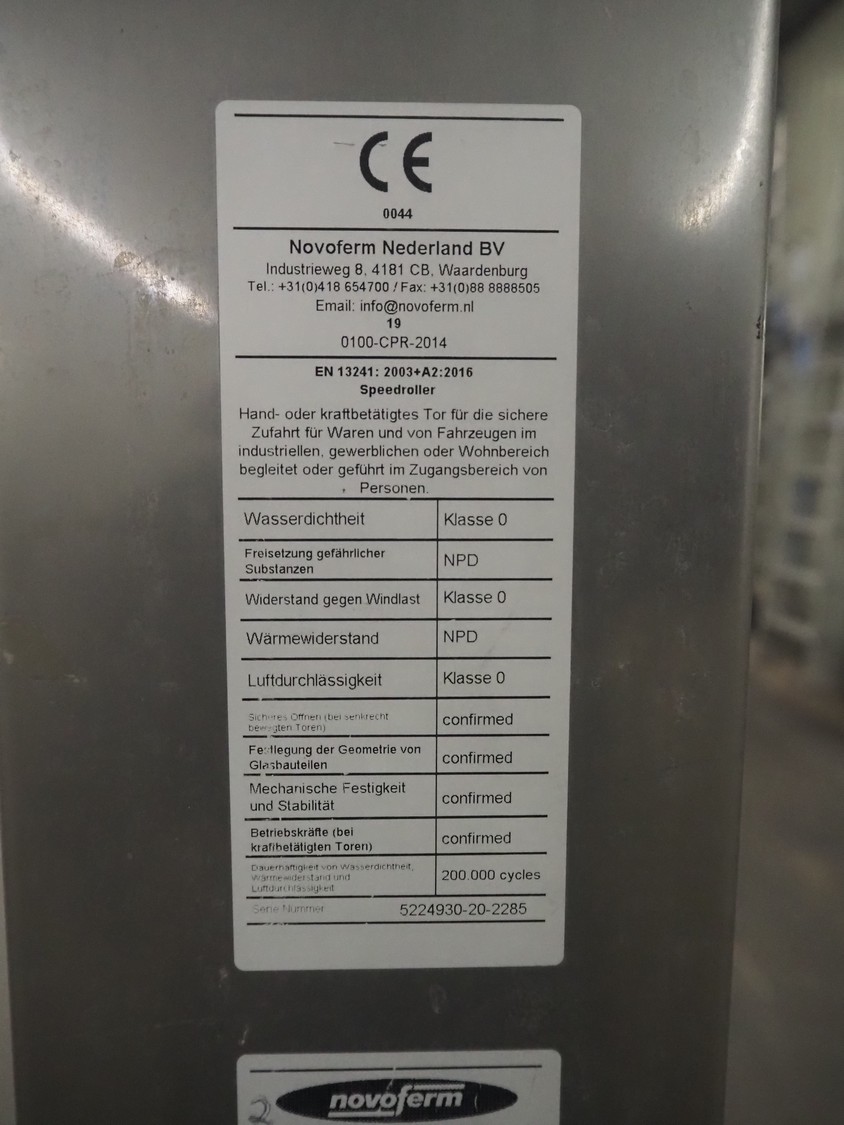 CE
0044
Novoferm Nederland BV
Industrieweg 8, 4181 CB, Waardenburg
Tel.: +31(0)418 654700 / Fax: +31(0)88 8888505
Email: info@novoferm.nl
19
0100-CPR-2014
EN 13241: 2003+A2:2016
Speedroller
Hand- oder kraftbetätigtes Tor für die sichere
Zufahrt für Waren und von Fahrzeugen im
industriellen, gewerblichen oder Wohnbereich
begleitet oder geführt im Zugangsbereich von
Personen.
Wasserdichtheit Klasse 0
Freisetzung gefährlicher
Substanzen NPD
Widerstand gegen Windlast Klasse 0
Wärmewiderstand NPD
Luftdurchlässigkeit Klasse 0
Sicheres Öffnen (bei senkrecht
bewegten Toren) confirmed
Festlegung der Geometrie von
Glasbauteilen confirmed
Mechanische Festigkeit
und Stabilität confirmed
Betriebskräfte (bei
kraftbetätigten Toren) confirmed
Dauerhaftigkeit von Wasserdichtheit,
Wärmewiderstand und
Luftdurchlässigkeit 200.000 cycles
Serie Nummer 5224930-20-2285
2
novoferm